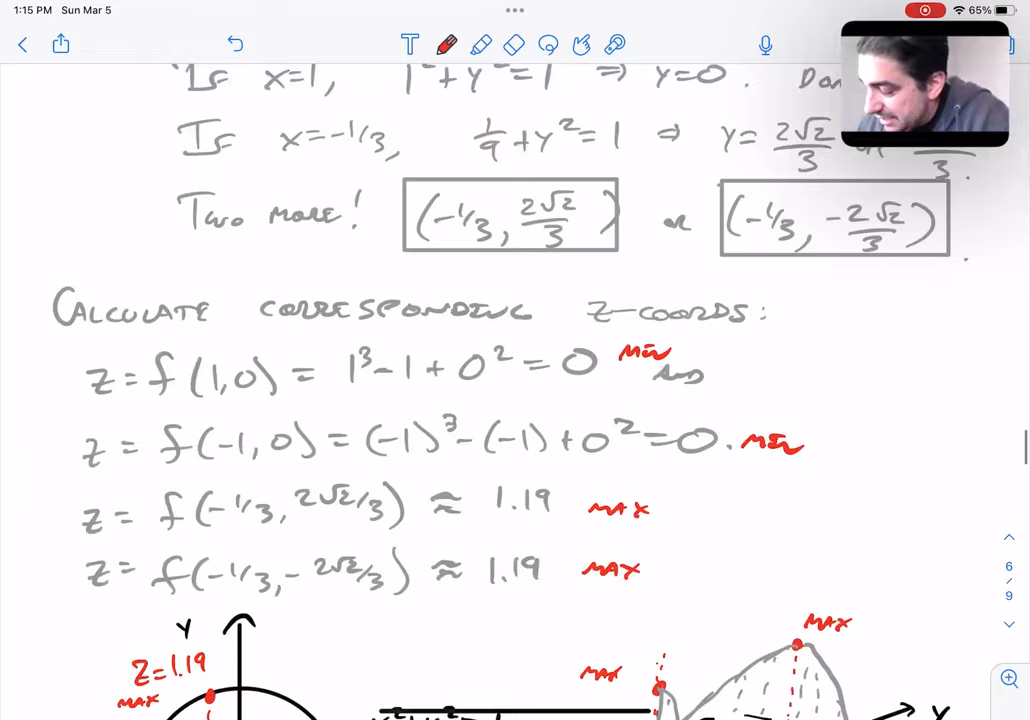 1:15 PM Sun Mar 5 65%
If x=1, 1²+y²=1 ⇒ y=0.
If x=-1/3, 1/9+y²=1 ⇒ y= 2√2/3 or
Two more! (-1/3, 2√2/3) or (-1/3, -2√2/3).
CALCULATE CORRESPONDING Z-COORDS:
z = f(1,0) = 1³-1+0² = 0 MIN
AND
z = f(-1,0) = (-1)³-(-1)+0²=0. MIN
z = f(-1/3, 2√2/3) ≈ 1.19 MAX
z = f(-1/3, -2√2/3) ≈ 1.19 MAX
6
/
9
Y
MAX
Z=1.19
MAX
MAX
Y